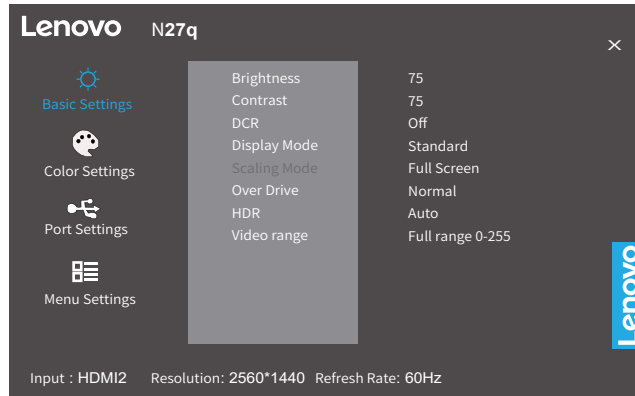 Lenovo N27q
×
Basic Settings
Color Settings
Port Settings
Menu Settings
Brightness 75
Contrast 75
DCR Off
Display Mode Standard
Scaling Mode Full Screen
Over Drive Normal
HDR Auto
Video range Full range 0-255
Lenovo
Input : HDMI2 Resolution: 2560*1440 Refresh Rate: 60Hz